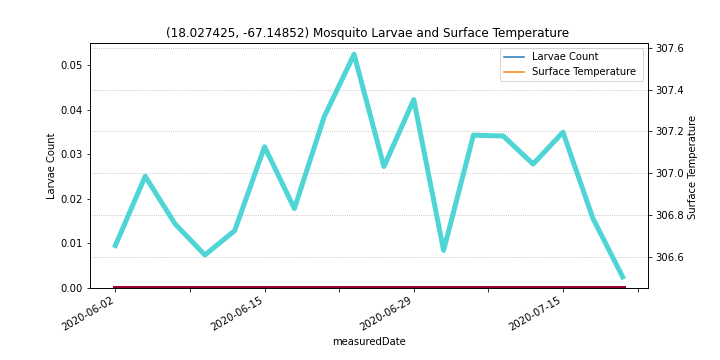 (18.027425, -67.14852) Mosquito Larvae and Surface Temperature
Larvae Count
Surface Temperature
0.05
0.04
0.03
0.02
0.01
0.00
Larvae Count
307.6
307.4
307.2
307.0
306.8
306.6
Surface Temperature
2020-06-02
2020-06-15
2020-06-29
2020-07-15
measuredDate